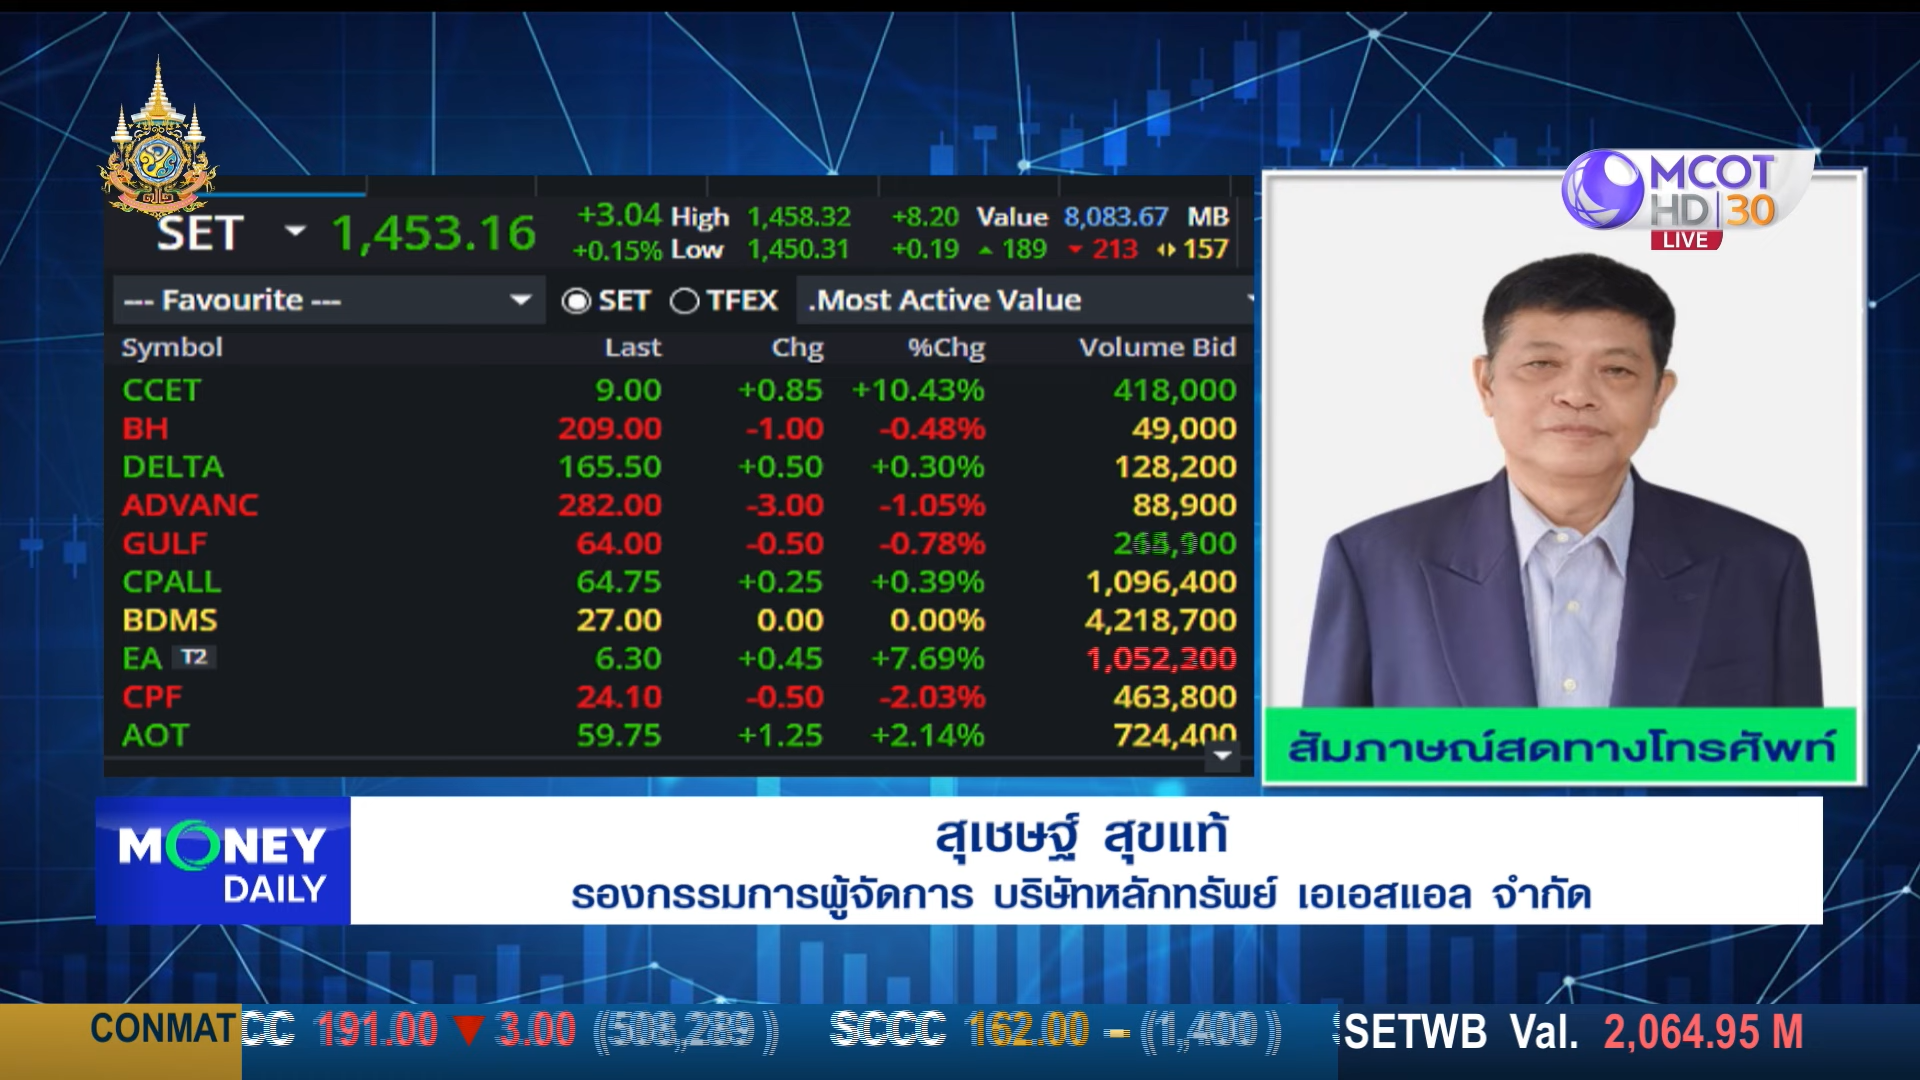 MCOT
HD 30
LIVE
SET 1,453.16 +3.04 High 1,458.32 +8.20 Value 8,083.67 MB
+0.15% Low 1,450.31 +0.19 189 213 157
--- Favourite --- SET TFEX .Most Active Value
Symbol Last Chg %Chg Volume Bid
CCET 9.00 +0.85 +10.43% 418,000
BH 209.00 -1.00 -0.48% 49,000
DELTA 165.50 +0.50 +0.30% 128,200
ADVANC 282.00 -3.00 -1.05% 88,900
GULF 64.00 -0.50 -0.78%
CPALL 64.75 +0.25 +0.39% 1,096,400
BDMS 27.00 0.00 0.00% 4,218,700
EA T2 6.30 +0.45 +7.69% 1,052,300
CPF 24.10 -0.50 -2.03% 463,800
AOT 59.75 +1.25 +2.14% 724,400
สัมภาษณ์สดทางโทรศัพท์
MONEY
DAILY
สุเชษฐ์ สุขแท้
รองกรรมการผู้จัดการ บริษัทหลักทรัพย์ เอเอสแอล จำกัด
CONMAT CC 191.00 3.00 (508,289) SCCC 162.00 – (1,400) SETWB Val. 2,064.95 M